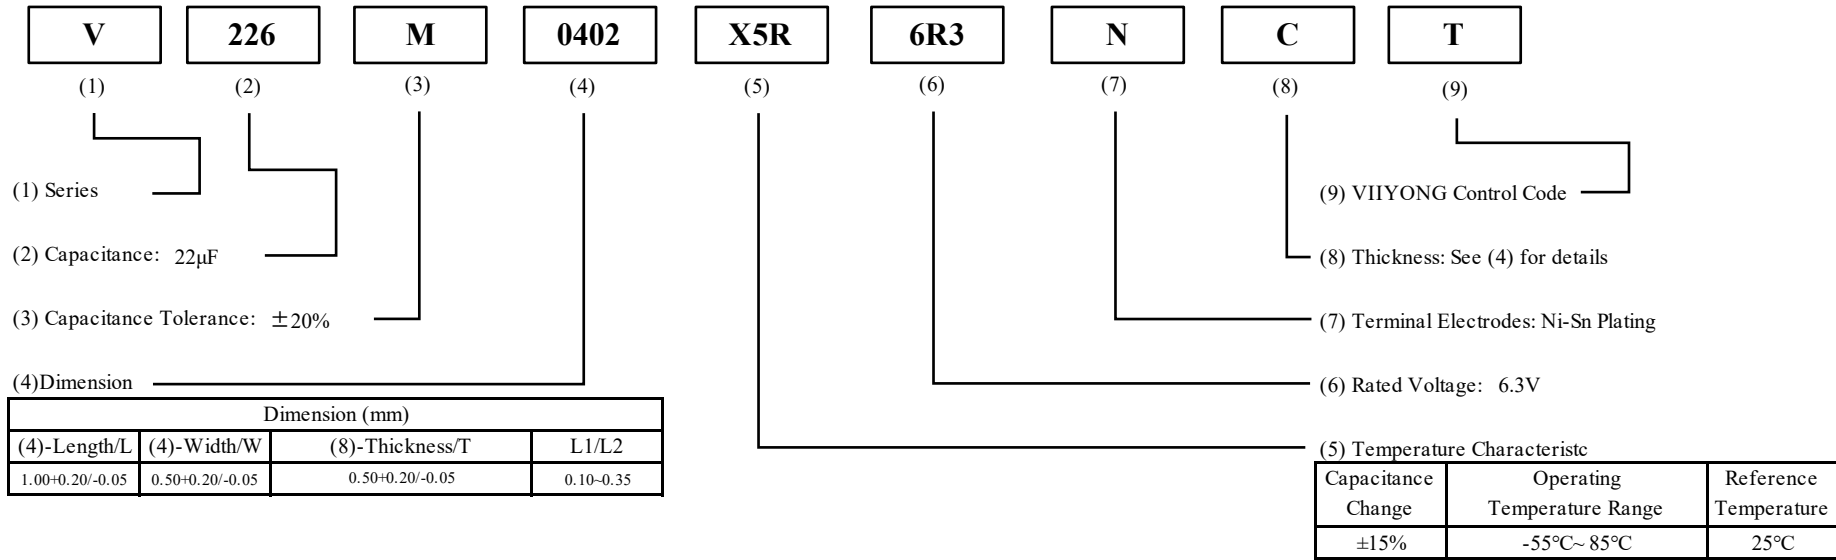 V 226 M 0402 X5R 6R3 N C T
(1) (2) (3) (4) (5) (6) (7) (8) (9)
(1) Series
(9) VIIYONG Control Code
(2) Capacitance: 22μF
(8) Thickness: See (4) for details
(3) Capacitance Tolerance: ±20%
(7) Terminal Electrodes: Ni-Sn Plating
(4)Dimension
(6) Rated Voltage: 6.3V
Dimension (mm)
(4)-Length/L (4)-Width/W (8)-Thickness/T L1/L2
1.00+0.20/-0.05 0.50+0.20/-0.05 0.50+0.20/-0.05 0.10~0.35
(5) Temperature Characteristc
Capacitance Operating Reference
Change Temperature Range Temperature
±15% -55℃~ 85℃ 25℃